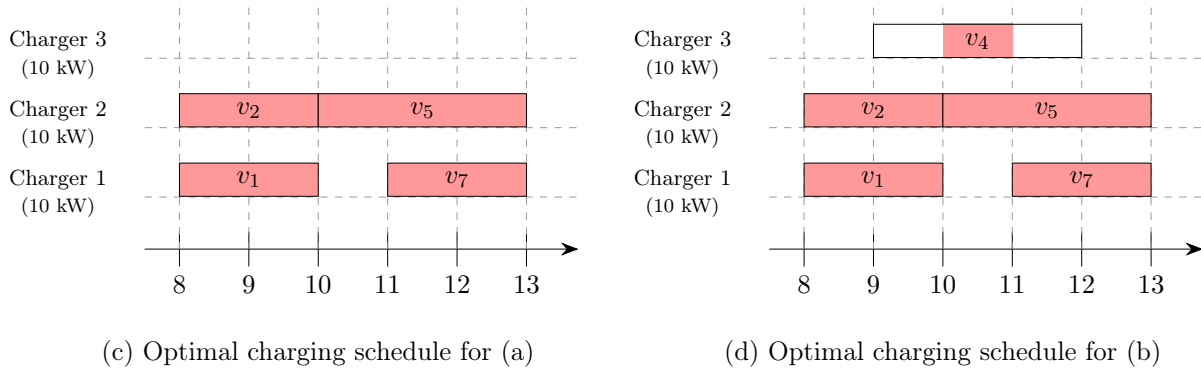 Charger 3
(10 kW)
Charger 2
(10 kW)
v2
v5
Charger 1
(10 kW)
v1
v7
8 9 10 11 12 13
(c) Optimal charging schedule for (a)
Charger 3
(10 kW)
v4
Charger 2
(10 kW)
v2
v5
Charger 1
(10 kW)
v1
v7
8 9 10 11 12 13
(d) Optimal charging schedule for (b)